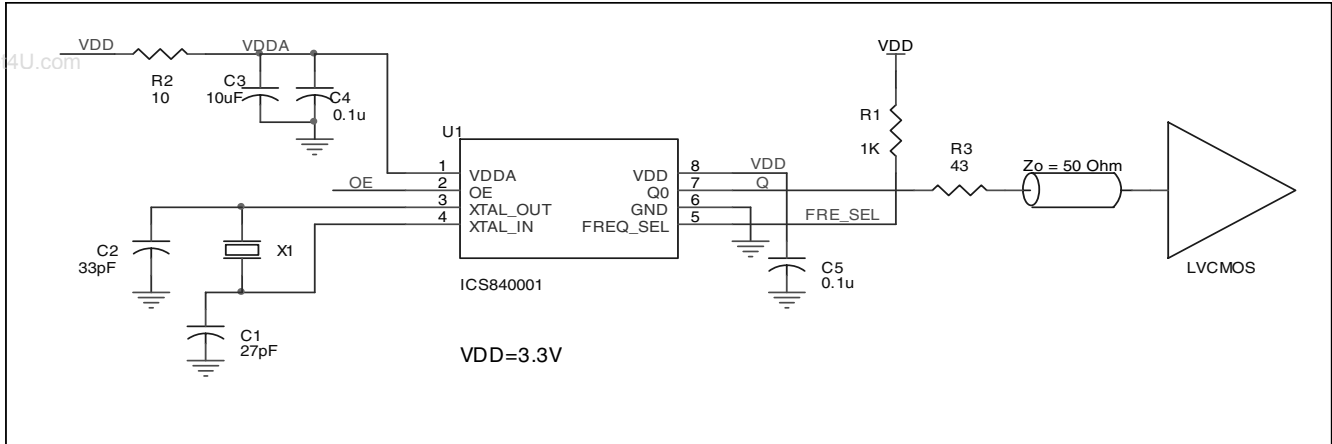 VDD
VDDA
VDD
t4U.com
R2
10
C3
10uF
C4
0.1u
U1
R1
1K
R3
43
Zo = 50 Ohm
1
2
3
4
VDDA
OE
XTAL_OUT
XTAL_IN
OE
VDD
Q0
GND
FREQ_SEL
8
7
6
5
VDD
Q
FRE_SEL
C2
33pF
X1
C1
27pF
ICS840001
C5
0.1u
LVCMOS
VDD=3.3V